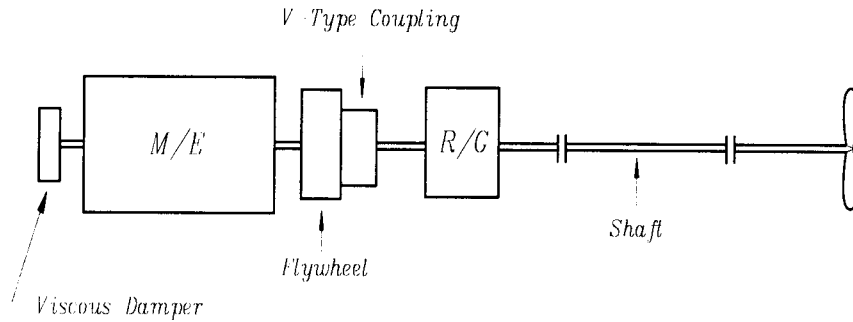 V-Type Coupling
M/E
R/G
Shaft
Flywheel
Viscous Damper